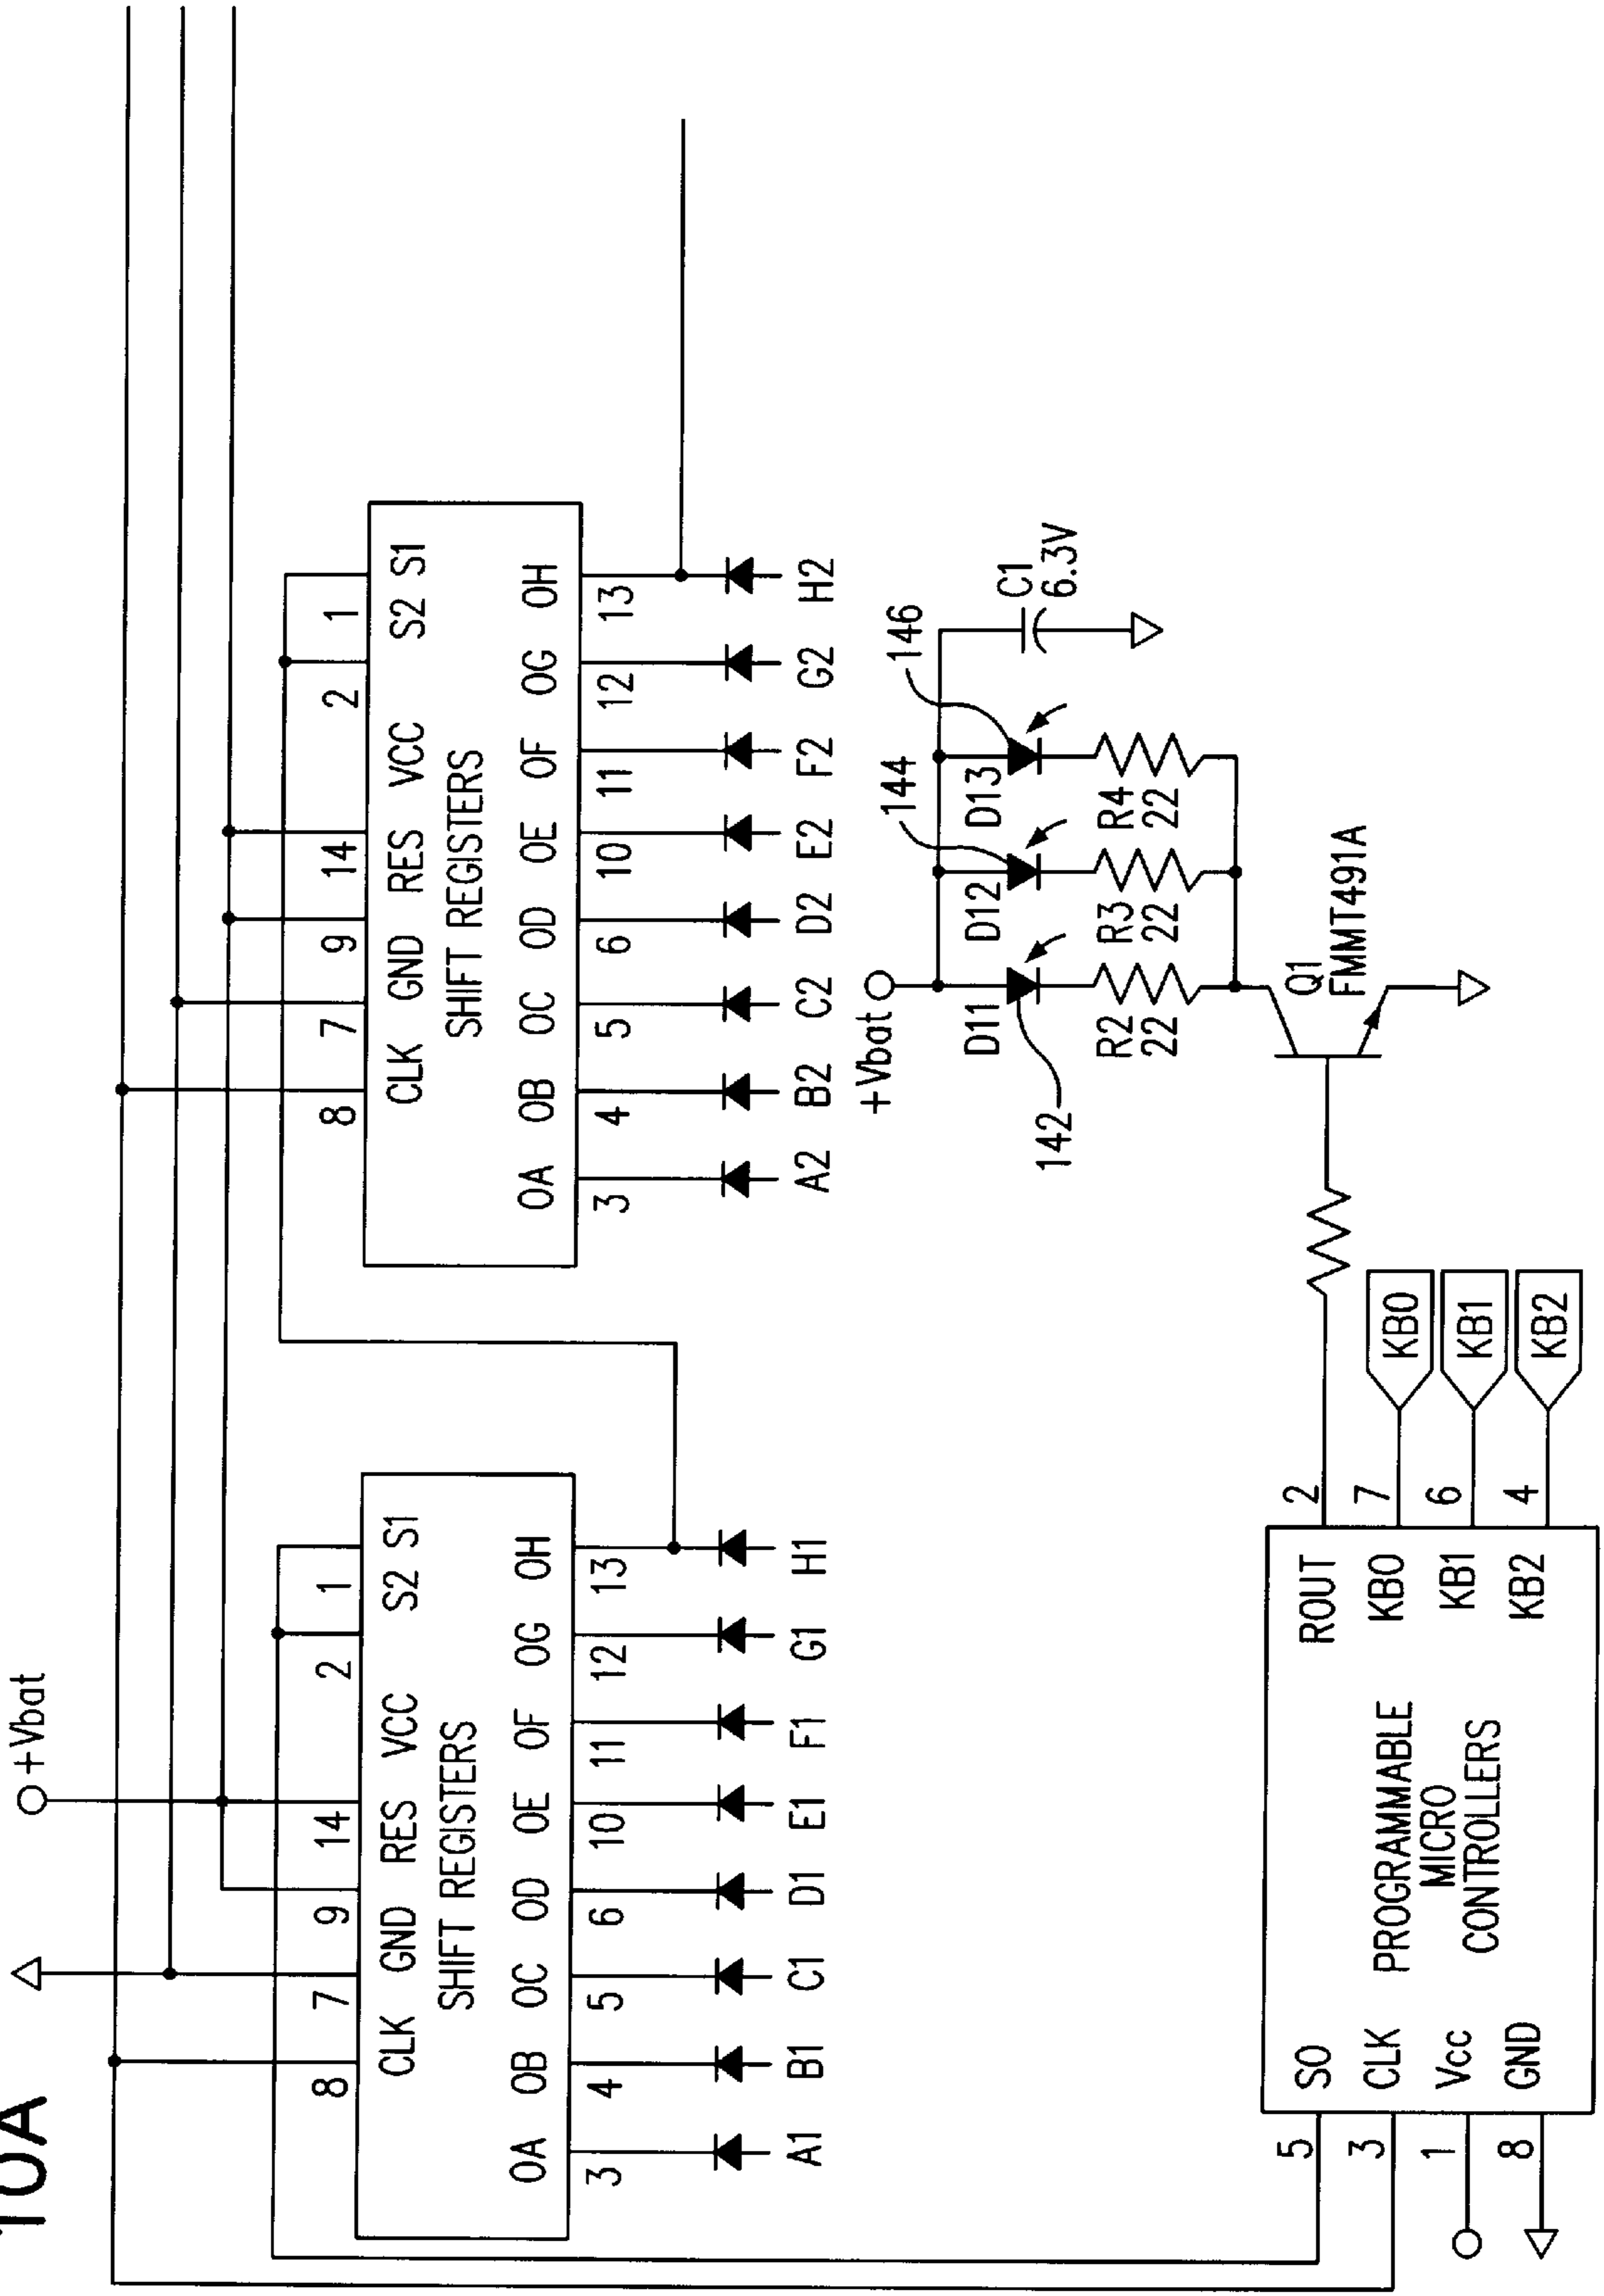 10A
+Vbat
8 7 9 14 2 1
CLK GND RES VCC S2 S1
SHIFT REGISTERS
OA OB OC OD OE OF OG OH
3 4 5 6 10 11 12 13
A1 B1 C1 D1 E1 F1 G1 H1
8 7 9 14 2 1
CLK GND RES VCC S2 S1
SHIFT REGISTERS
OA OB OC OD OE OF OG OH
3 4 5 6 10 11 12 13
A2 B2 C2 D2 E2 F2 G2 H2
+Vbat
142
144
146
D11
D12
D13
C1
6.3V
R2
22
R3
22
R4
22
Q1
FMMT491A
5 SO
3 CLK
1 Vcc
8 GND
PROGRAMMABLE
MICRO
CONTROLLERS
ROUT 2
KB0 7 KB0
KB1 6 KB1
KB2 4 KB2